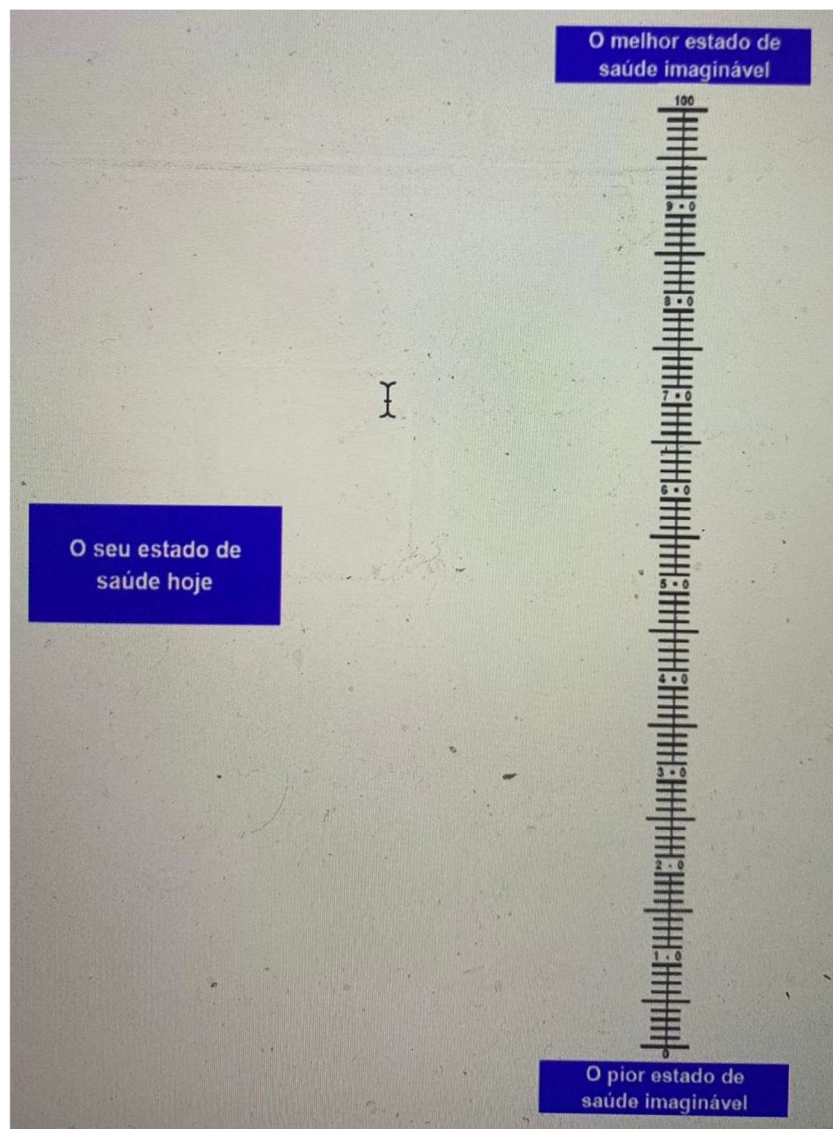 O melhor estado de
saúde imaginável
100
9 0
8 0
7 0
6 0
O seu estado de
saúde hoje
5 0
4 0
3 0
2 0
1 0
0
O pior estado de
saúde imaginável